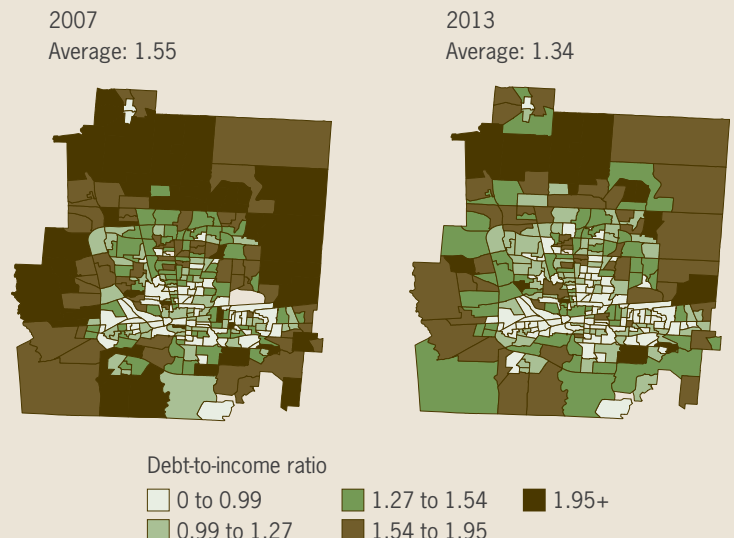 2007
Average: 1.55
2013
Average: 1.34
Debt-to-income ratio
0 to 0.99
1.27 to 1.54
1.95+
0.99 to 1.27
1.54 to 1.95